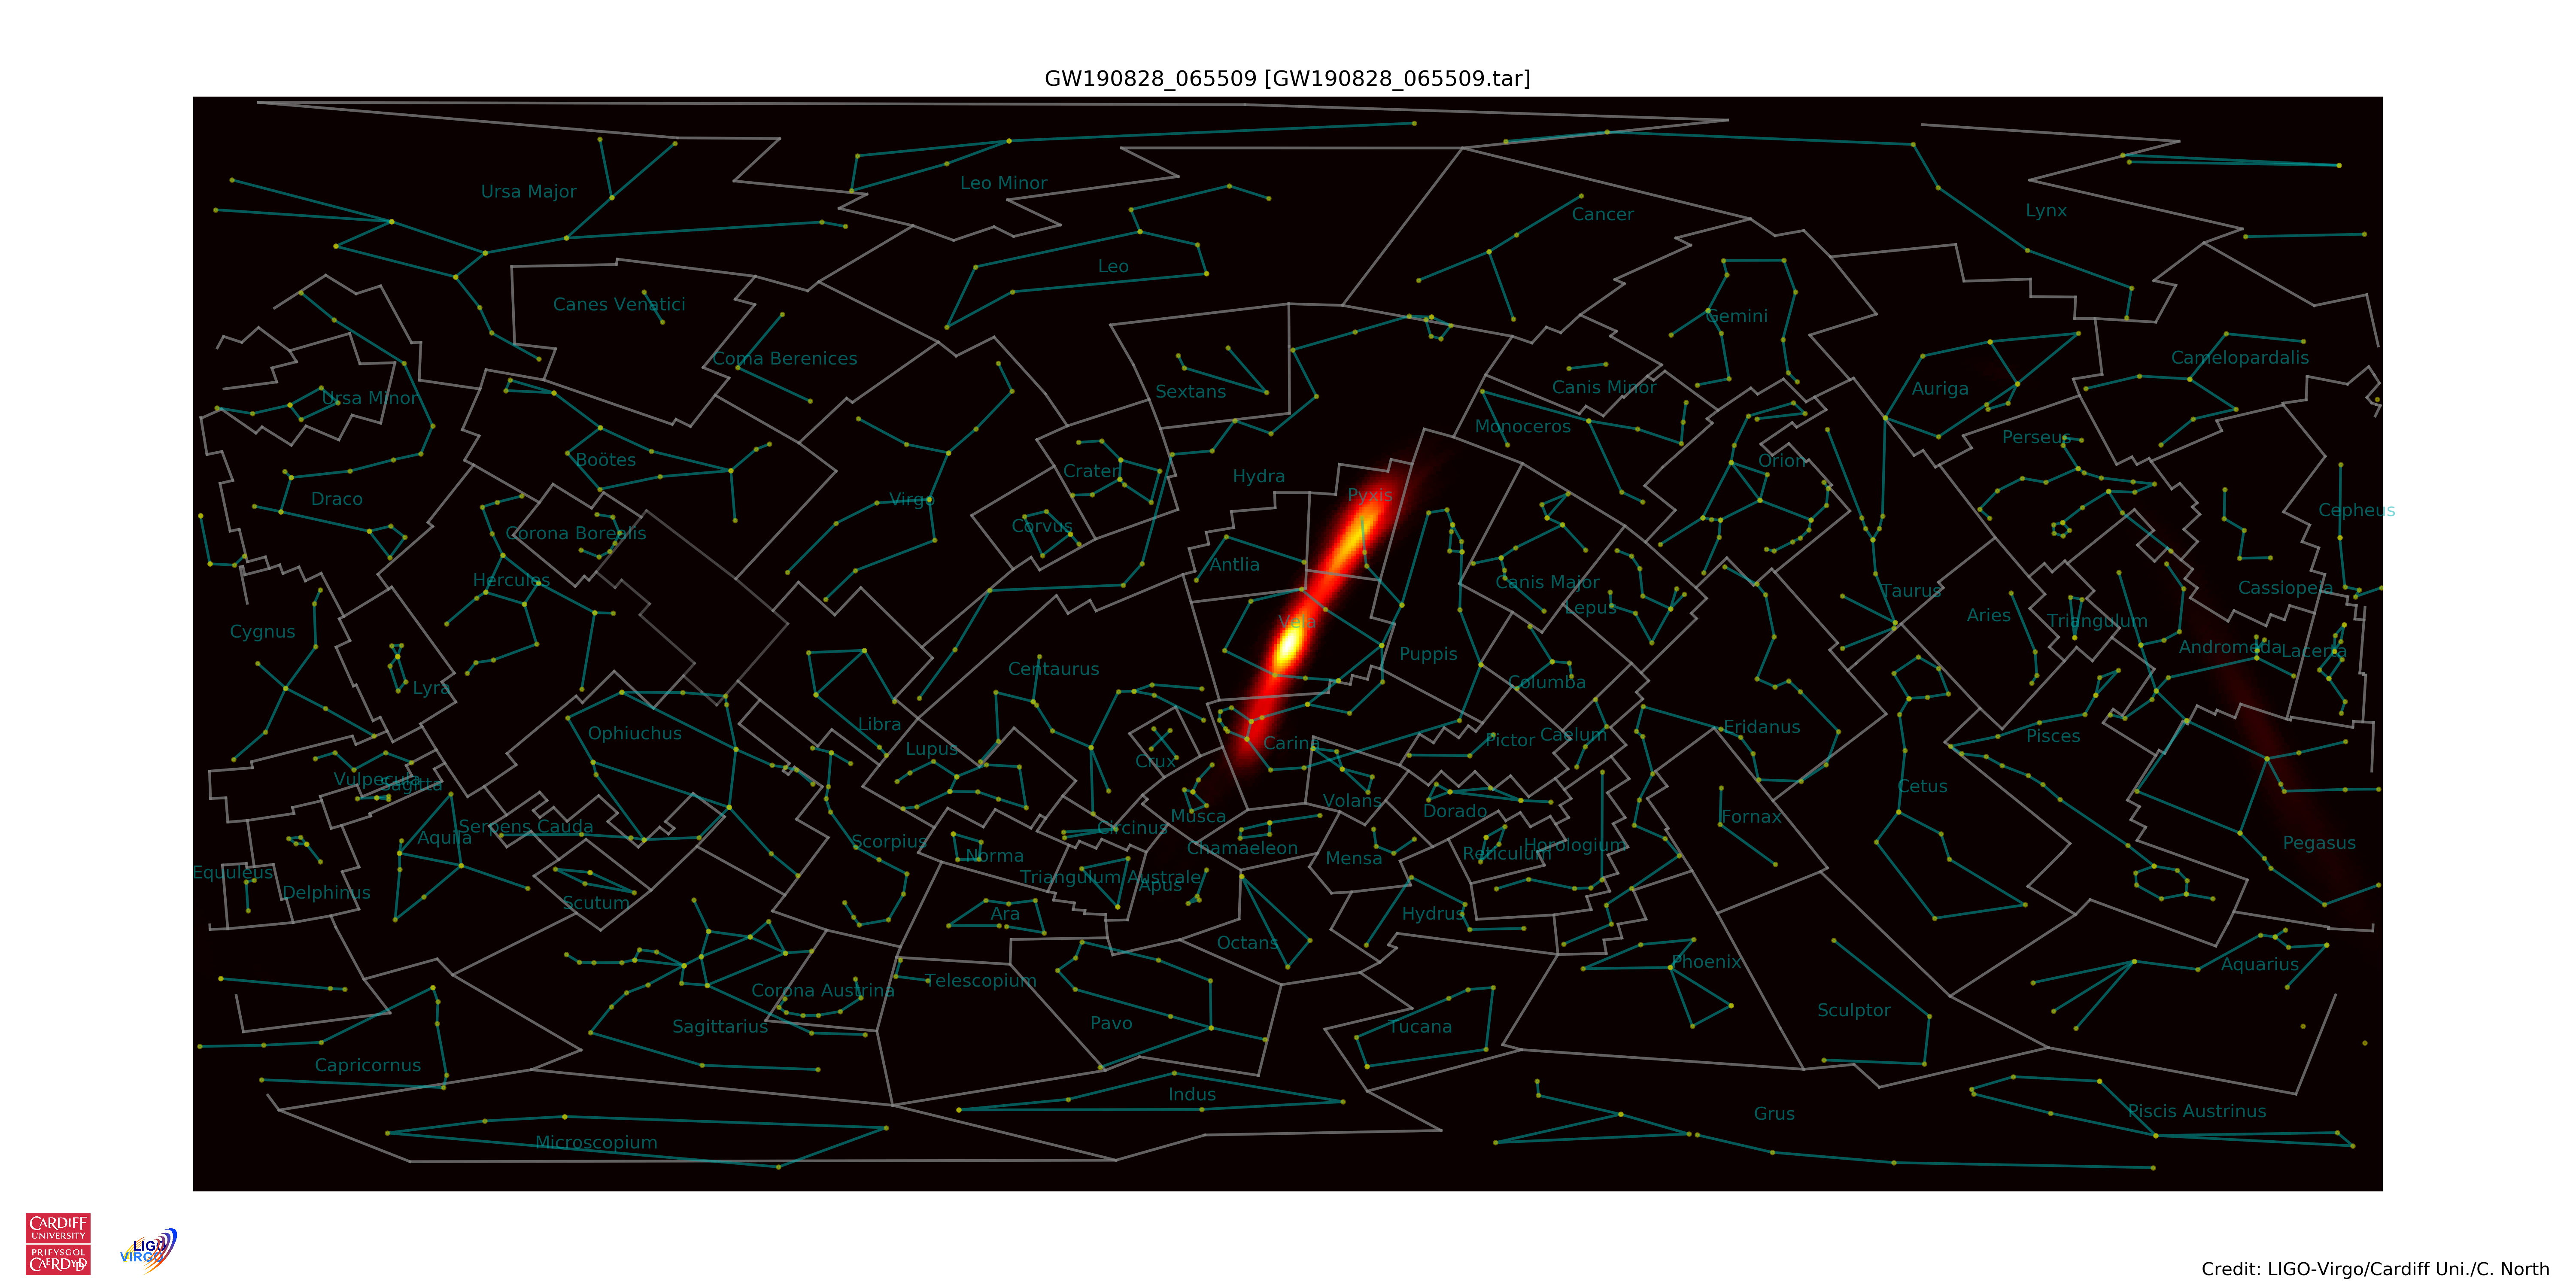 GW190828_065509 [GW190828_065509.tar]
Ursa Major
Leo Minor
Cancer
Lynx
Leo
Canes Venatici
Gemini
Coma Berenices
Camelopardalis
Sextans
Canis Minor
Auriga
Ursa Minor
Monoceros
Perseus
Boötes
Orion
Crater
Hydra
Pyxis
Draco
Virgo
Cepheus
Corvus
Corona Borealis
Antlia
Hercules
Canis Major
Lepus
Taurus
Cassiopeia
Aries
Triangulum
Vela
Cygnus
Andromeda
Lacerta
Puppis
Centaurus
Columba
Lyra
Libra
Ophiuchus
Eridanus
Pisces
Carina
Pictor
Caelum
Lupus
Crux
Vulpecula
Sagitta
Cetus
Volans
Dorado
Fornax
Musca
Serpens Cauda
Circinus
Aquila
Scorpius
Pegasus
Chamaeleon
Horologium
Reticulum
Norma
Mensa
Equuleus
Triangulum Australe
Apus
Delphinus
Scutum
Ara
Hydrus
Octans
Phoenix
Aquarius
Telescopium
Corona Austrina
Sculptor
Sagittarius
Pavo
Tucana
Capricornus
Indus
Grus
Piscis Austrinus
Microscopium
CARDIFF
UNIVERSITY
PRIFYSGOL
CAERDYDD
LIGO
VIRGO
Credit: LIGO-Virgo/Cardiff Uni./C. North